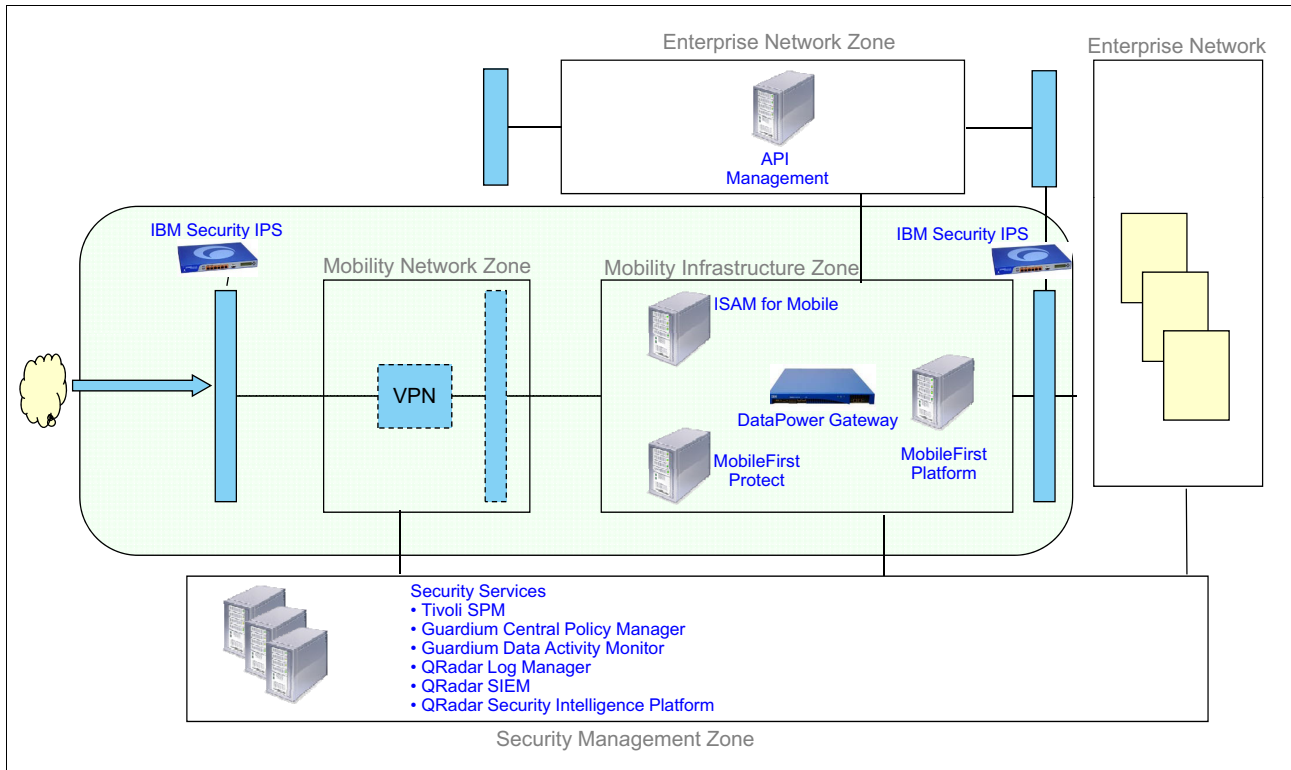 Enterprise Network Zone
Enterprise Network
API
Management
IBM Security IPS
IBM Security IPS
Mobility Network Zone
Mobility Infrastructure Zone
ISAM for Mobile
VPN
DataPower Gateway
MobileFirst
Protect
MobileFirst
Platform
Security Services
• Tivoli SPM
• Guardium Central Policy Manager
• Guardium Data Activity Monitor
• QRadar Log Manager
• QRadar SIEM
• QRadar Security Intelligence Platform
Security Management Zone